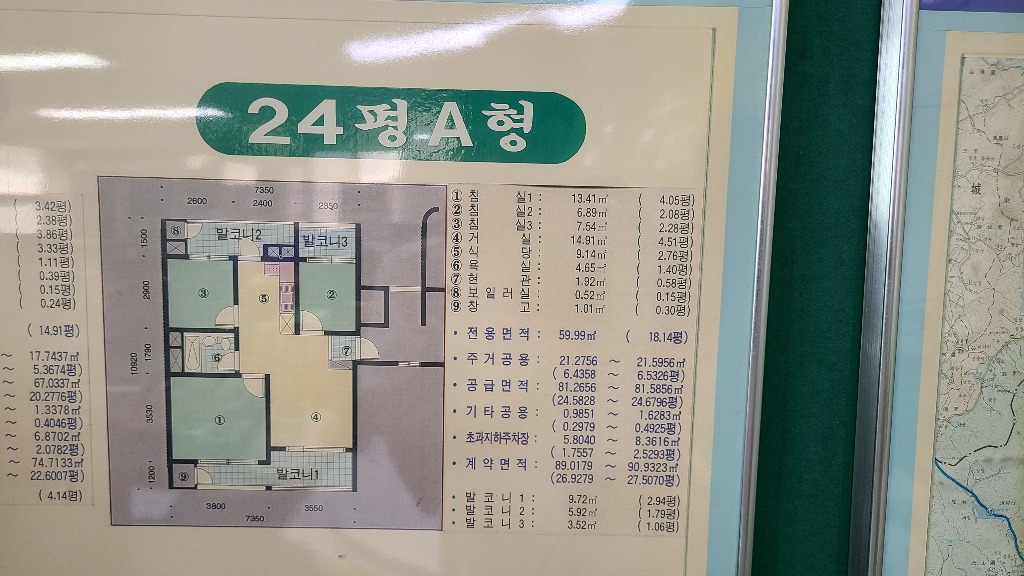 24평A형
3.42평)
2.38평)
3.86평)
3.33평)
1.11평)
0.39평)
0.15평)
0.24평)
(14.91평)
~ 17.7437㎡
~ 5.3674평)
~ 67.0337㎡
~ 20.2776평)
~ 1.3378㎡
~ 0.4046평)
~ 6.8702㎡
~ 2.0782평)
~ 74.7133㎡
~ 22.6007평)
(4.14평)
7350
2600 2400 2350
1500
2900
1790
10920
3530
1200
⑧ 발코니2 발코니3
③ ⑤ ②
⑥ ⑦
① ④
⑨ 발코니1
3800 3550
7350
① 침 실1 : 13.41㎡ ( 4.05평)
② 침 실2 : 6.89㎡ ( 2.08평)
③ 침 실3 : 7.54㎡ ( 2.28평)
④ 거 실 : 14.91㎡ ( 4.51평)
⑤ 식 당 : 9.14㎡ ( 2.76평)
⑥ 욕 실 : 4.65㎡ ( 1.40평)
⑦ 현 관 : 1.92㎡ ( 0.58평)
⑧ 보일러실 : 0.52㎡ ( 0.15평)
⑨ 창 고 : 1.01㎡ ( 0.30평)
• 전용면적 : 59.99㎡ ( 18.14평)
• 주거공용 : 21.2756 ~ 21.5956㎡
( 6.4358 ~ 6.5326평)
• 공급면적 : 81.2656 ~ 81.5856㎡
(24.5828 ~ 24.6796평)
• 기타공용 : 0.9851 ~ 1.6283㎡
( 0.2979 ~ 0.4925평)
• 초과지하주차장 : 5.8040 ~ 8.3616㎡
( 1.7557 ~ 2.5293평)
• 계약면적 : 89.0179 ~ 90.9323㎡
(26.9279 ~ 27.5070평)
• 발코니1 : 9.72㎡ ( 2.94평)
• 발코니2 : 5.92㎡ ( 1.79평)
• 발코니3 : 3.52㎡ ( 1.06평)
城